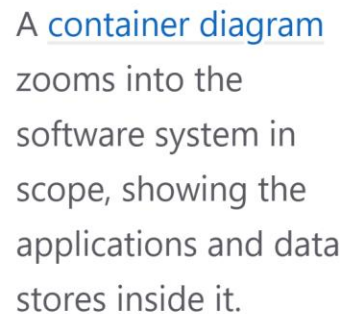 A container diagram
zooms into the
software system in
scope, showing the
applications and data
stores inside it.